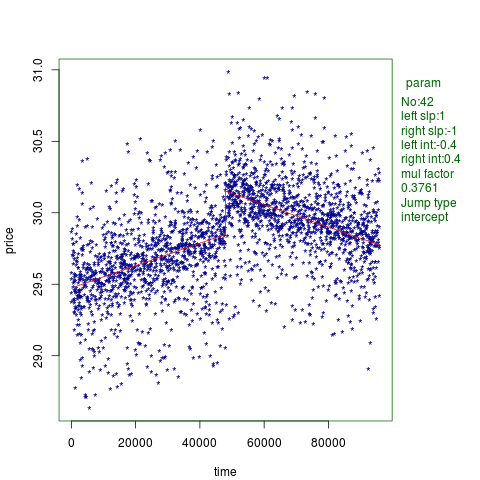 31.0
30.5
30.0
29.5
29.0
price
0
20000
40000
60000
80000
time
param
No:42
left slp:1
right slp:-1
left int:-0.4
right int:0.4
mul factor
0.3761
Jump type
intercept